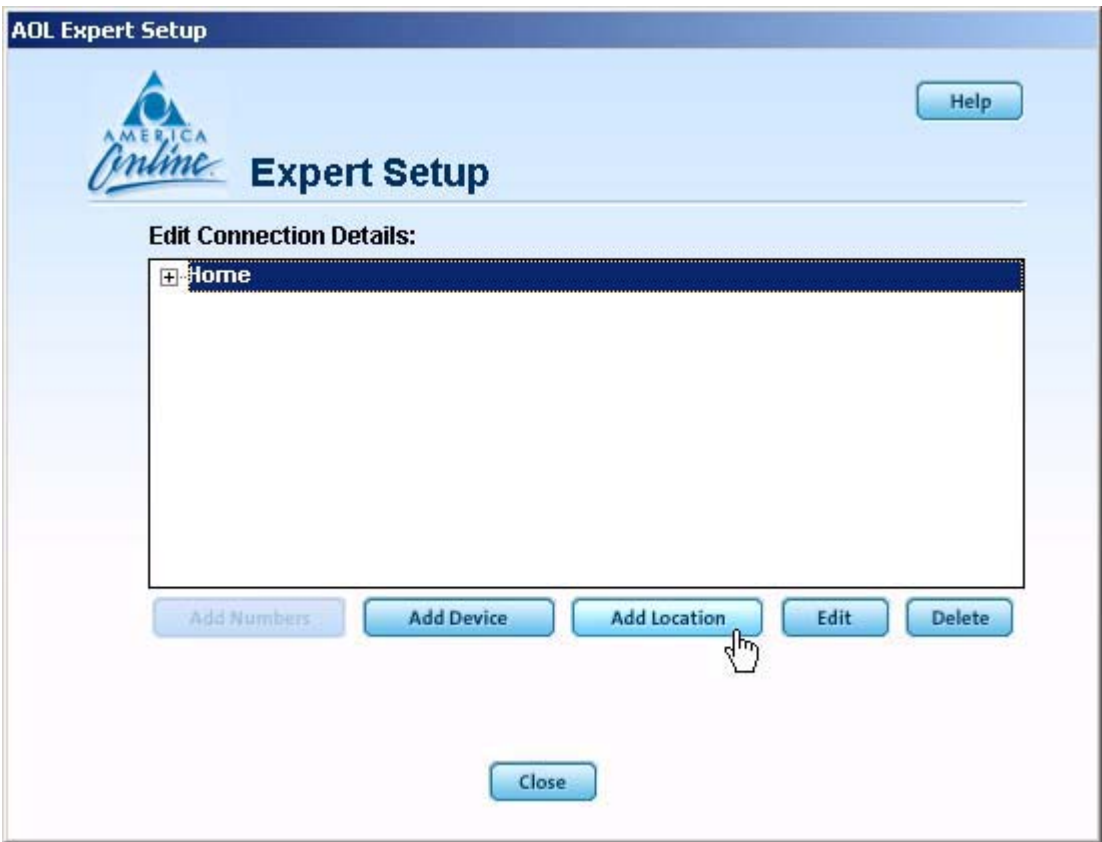 AOL Expert Setup
Help
AMERICA
Online
Expert Setup
Edit Connection Details:
Home
Add Numbers Add Device Add Location Edit Delete
Close